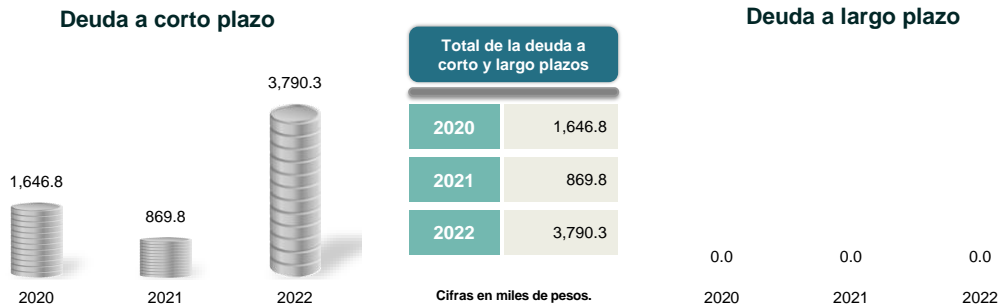 Deuda a corto plazo
3,790.3
1,646.8
869.8
2020 2021 2022
Total de la deuda a
corto y largo plazos
2020 1,646.8
2021 869.8
2022 3,790.3
Cifras en miles de pesos.
Deuda a largo plazo
0.0 0.0 0.0
2020 2021 2022